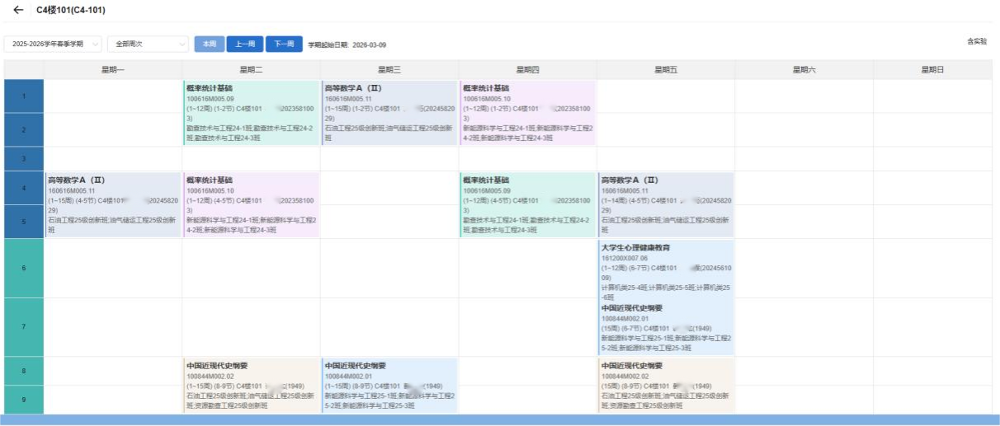 ← C4楼101(C4-101)
2025-2026学年春季学期 全部周次 本周 上一周 下一周 学期起始日期: 2026-03-09 含实验
星期一 星期二 星期三 星期四 星期五 星期六 星期日
1
2
概率统计基础
100616M005.09
(1~12周) (1-2节) C4楼101 202358100
3)
勘查技术与工程24-1班,勘查技术与工程24-2
班,勘查技术与工程24-3班
高等数学A（II）
160616M005.11
(1~15周) (1-2节) C4楼101 (20245820
29)
石油工程25级创新班,油气储运工程25级创新
班
概率统计基础
100616M005.10
(1~12周) (1-2节) C4楼101 (202358100
3)
新能源科学与工程24-1班,新能源科学与工程2
4-2班,新能源科学与工程24-3班
3
4
5
高等数学A（II）
160616M005.11
(1~15周) (4-5节) C4楼101 (20245820
29)
石油工程25级创新班,油气储运工程25级创新
班
概率统计基础
100616M005.10
(1~12周) (4-5节) C4楼101 (202358100
3)
新能源科学与工程24-1班,新能源科学与工程2
4-2班,新能源科学与工程24-3班
概率统计基础
100616M005.09
(1~12周) (4-5节) C4楼101 (202358100
3)
勘查技术与工程24-1班,勘查技术与工程24-2
班,勘查技术与工程24-3班
高等数学A（II）
160616M005.11
(1~14周) (4-5节) C4楼101 (20245820
29)
石油工程25级创新班,油气储运工程25级创新
班
6
7
大学生心理健康教育
161200X007.06
(1~12周) (6-7节) C4楼101 (20245610
09)
计算机类25-4班,计算机类25-5班,计算机类25
-6班
中国近现代史纲要
100844M002.01
(15周) (6-7节) C4楼101 (1949)
新能源科学与工程25-1班,新能源科学与工程2
5-2班,新能源科学与工程25-3班
8
9
中国近现代史纲要
100844M002.02
(1~15周) (8-9节) C4楼101 (1949)
石油工程25级创新班,油气储运工程25级创新
班,资源勘查工程25级创新班
中国近现代史纲要
100844M002.01
(1~15周) (8-9节) C4楼101 (1949)
新能源科学与工程25-1班,新能源科学与工程2
5-2班,新能源科学与工程25-3班
中国近现代史纲要
100844M002.02
(15周) (8-9节) C4楼101 (1949)
石油工程25级创新班,油气储运工程25级创新
班,资源勘查工程25级创新班